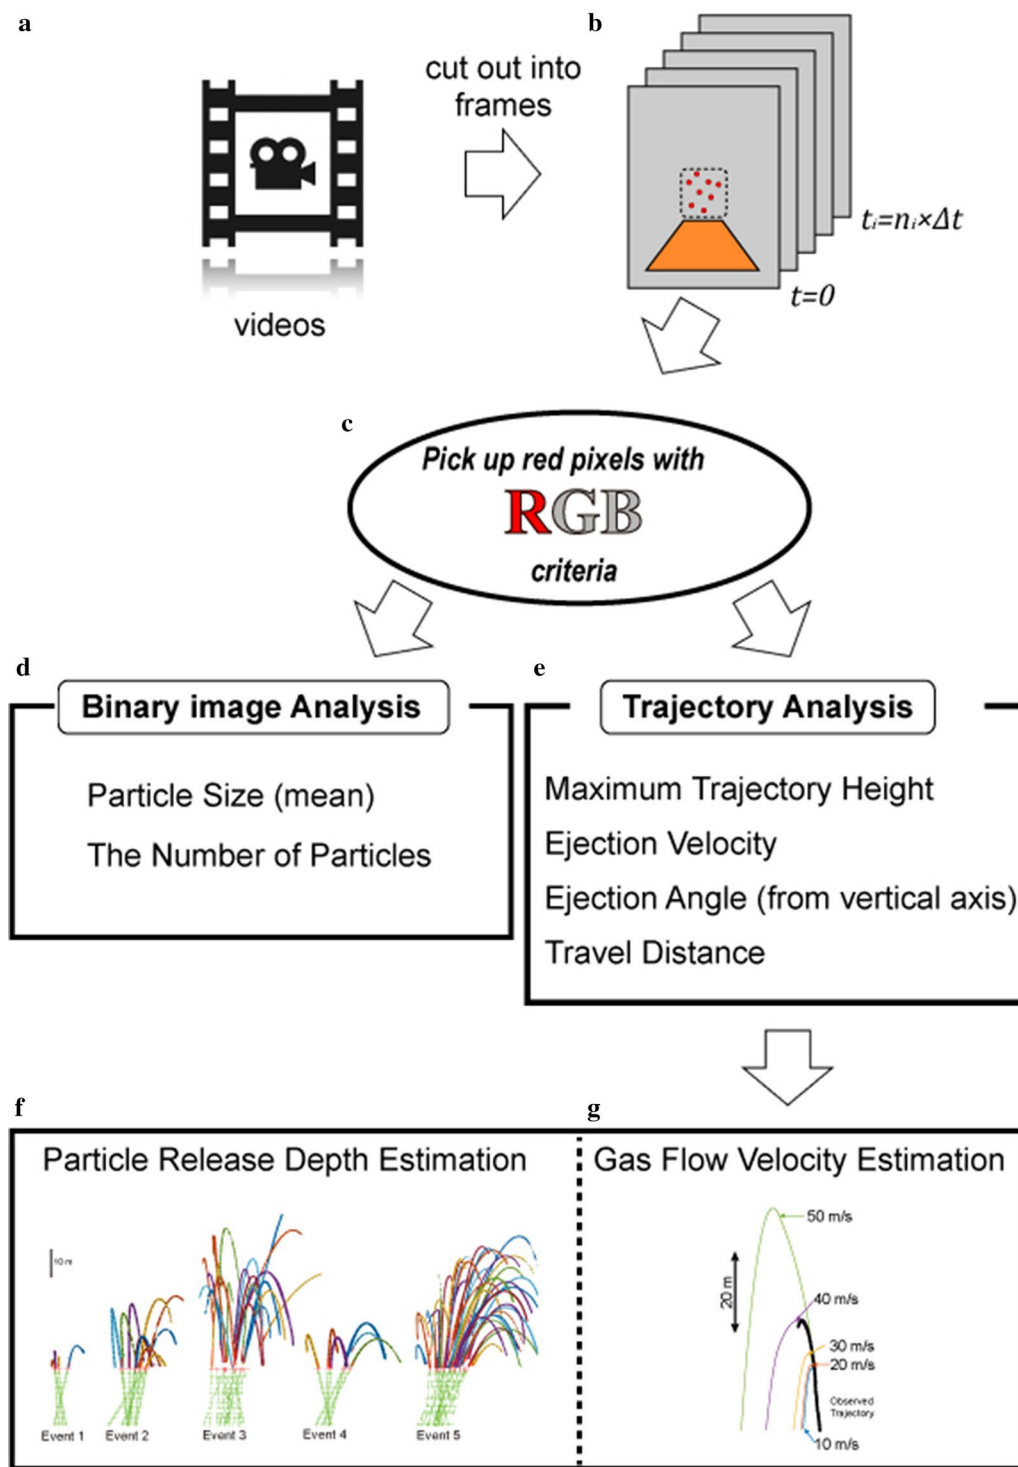 a
b
cut out into
frames
tᵢ=nᵢ×Δt
t=0
videos
c
Pick up red pixels with
RGB
criteria
d
e
Binary image Analysis
Trajectory Analysis
Particle Size (mean)
The Number of Particles
Maximum Trajectory Height
Ejection Velocity
Ejection Angle (from vertical axis)
Travel Distance
f
g
Particle Release Depth Estimation
Gas Flow Velocity Estimation
10 m
Event 1
Event 2
Event 3
Event 4
Event 5
50 m/s
20 m
40 m/s
30 m/s
20 m/s
Observed
Trajectory
10 m/s